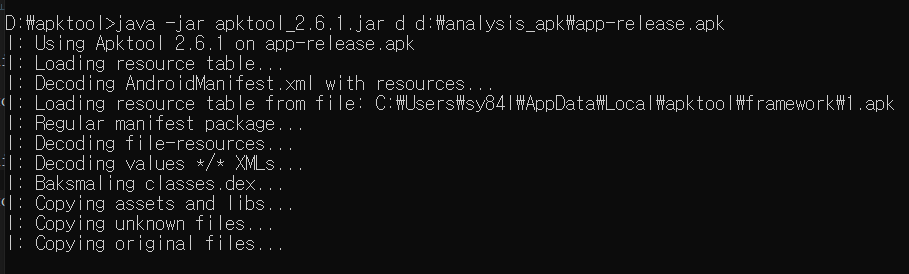 D:₩apktool>java -jar apktool_2.6.1.jar d d:₩analysis_apk₩app-release.apk
I: Using Apktool 2.6.1 on app-release.apk
I: Loading resource table...
I: Decoding AndroidManifest.xml with resources...
I: Loading resource table from file: C:₩Users₩sy84l₩AppData₩Local₩apktool₩framework₩1.apk
I: Regular manifest package...
I: Decoding file-resources...
I: Decoding values */* XMLs...
I: Baksmaling classes.dex...
I: Copying assets and libs...
I: Copying unknown files...
I: Copying original files...